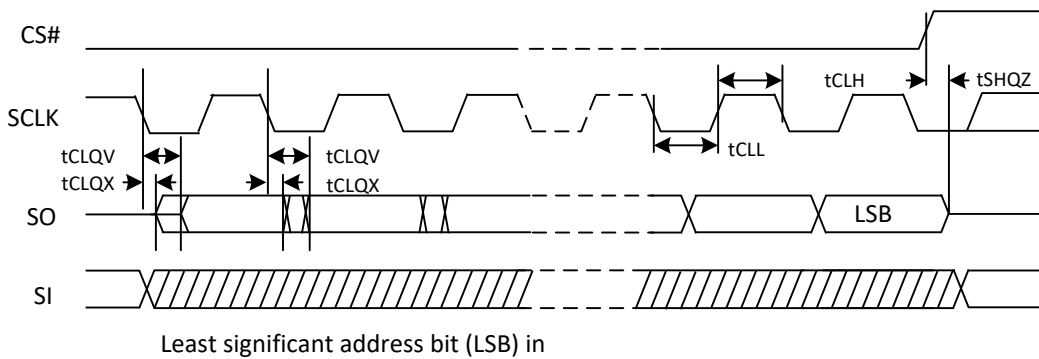 CS#
tCLH
tSHQZ
SCLK
tCLQV
tCLQV
tCLL
tCLQX
tCLQX
SO
LSB
SI
Least significant address bit (LSB) in